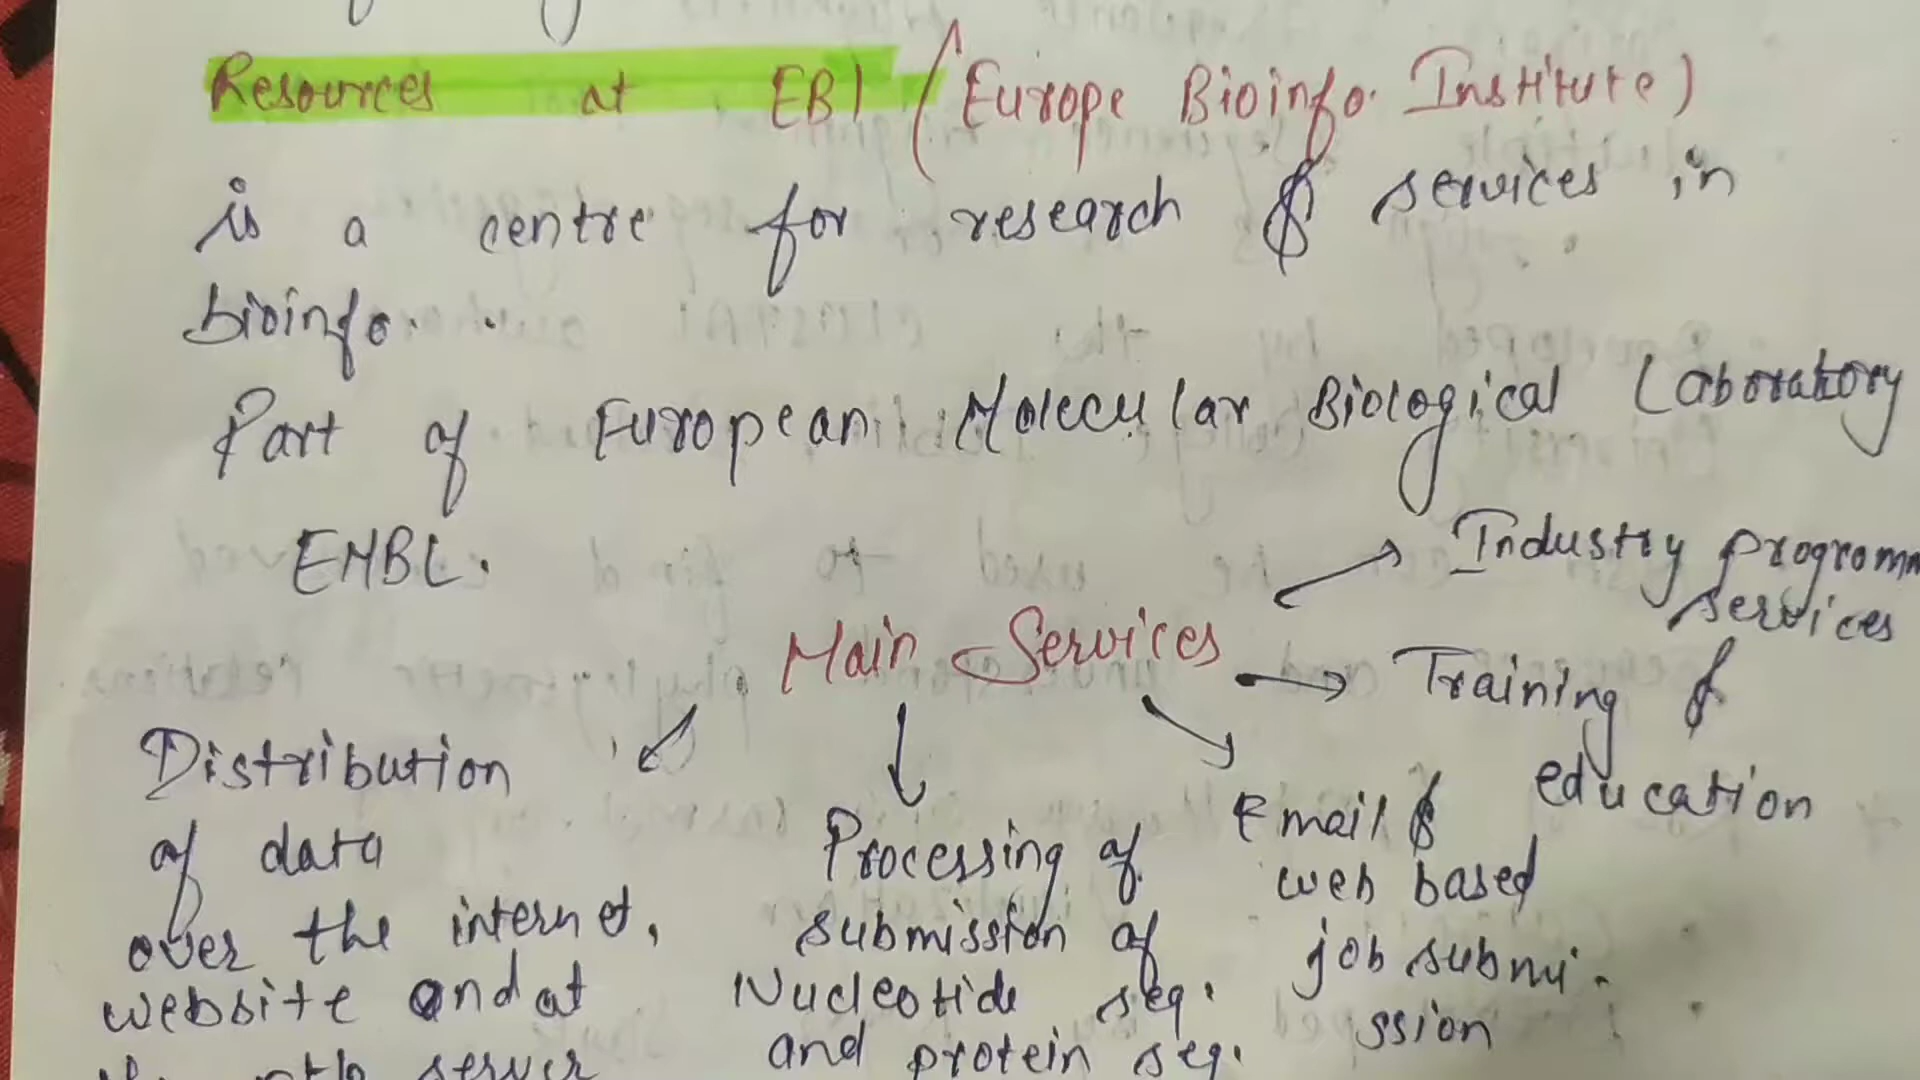 Resources at EBI (Europe Bioinfo. Institute)
is a centre for research & services in
bioinfo.
Part of European Molecular Biological Laboratory
EMBL.
Main Services
Industry programm
services
Training &
education
Distribution
of data
over the internet,
website and at
server
Processing of
submission of
Nucleotide seq.
and protein seq.
Email &
web based
job submi-
ssion